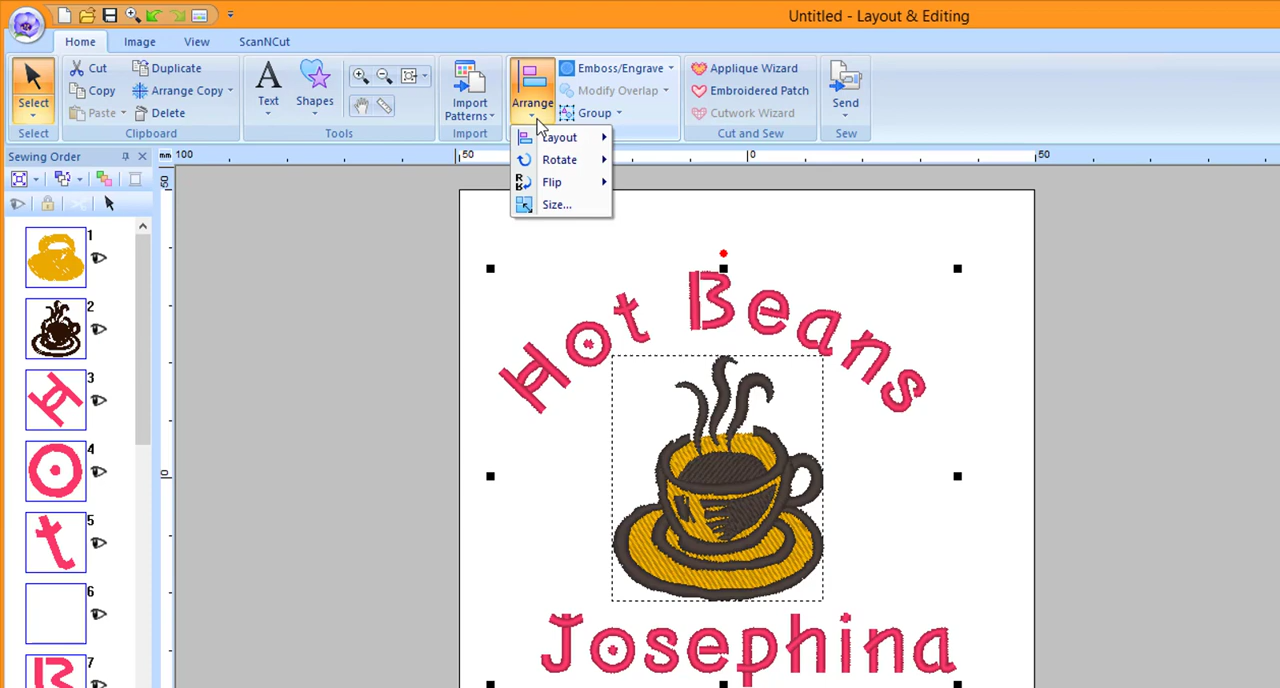 Untitled - Layout & Editing
Home Image View ScanNCut
Select
Select
Cut
Copy
Paste
Duplicate
Arrange Copy
Delete
Clipboard
Text
Shapes
Tools
Import
Patterns
Import
Arrange
Emboss/Engrave
Modify Overlap
Group
Applique Wizard
Embroidered Patch
Cutwork Wizard
Cut and Sew
Send
Sew
Layout
Rotate
Flip
Size...
Sewing Order
mm 100 50 0 50
50
0
1
2
3
4
5
6
7
Hot Beans
Josephina